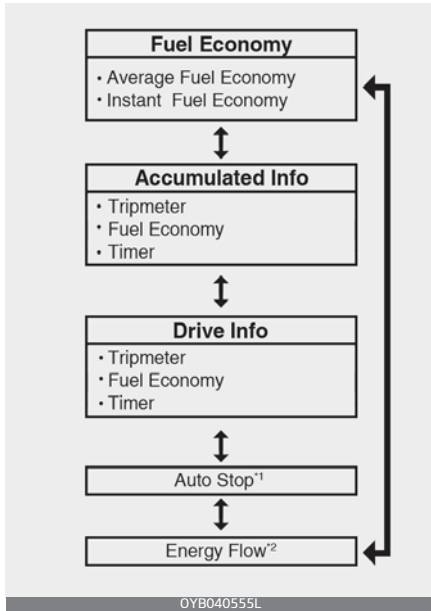 Fuel Economy
• Average Fuel Economy
• Instant Fuel Economy
Accumulated Info
• Tripmeter
• Fuel Economy
• Timer
Drive Info
• Tripmeter
• Fuel Economy
• Timer
Auto Stop*1
Energy Flow*2
OYB040555L